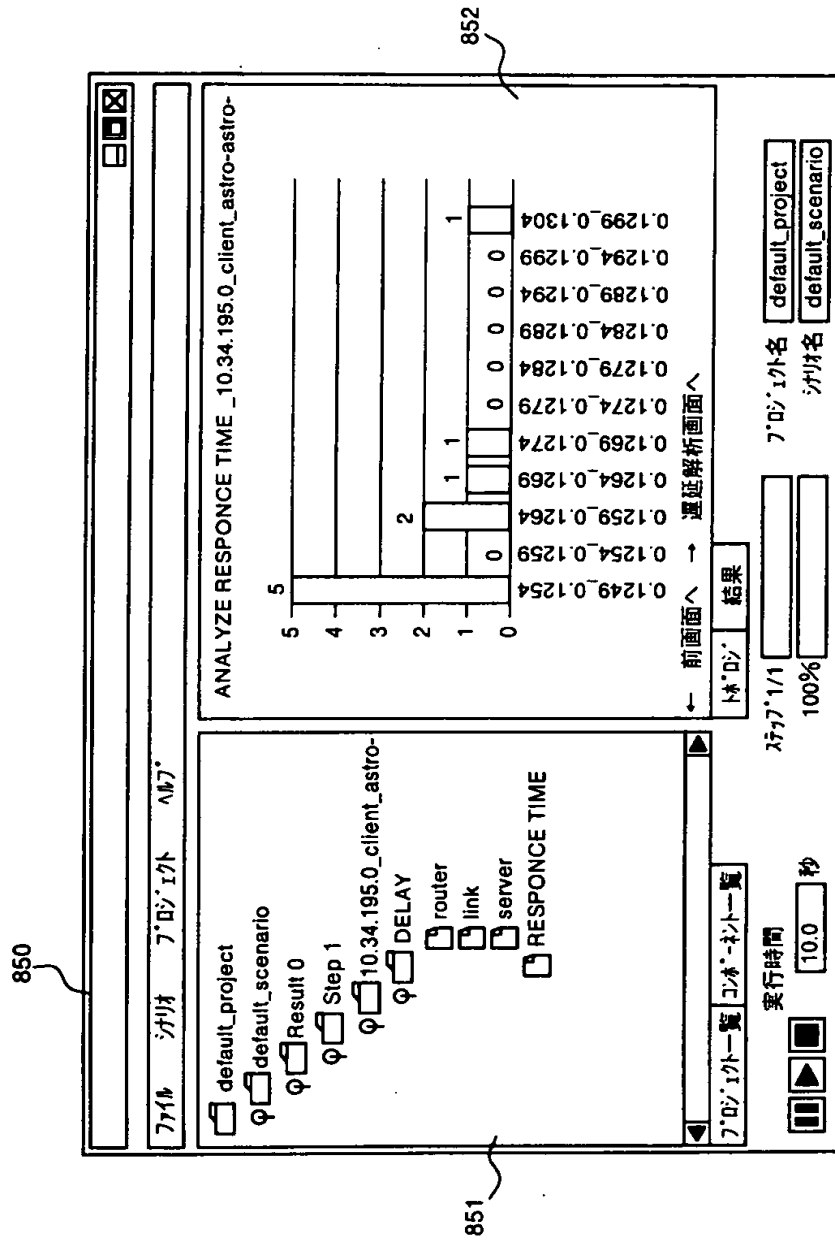 850
ファイル シナリオ プロジェクト ヘルプ
default_project
default_scenario
Result 0
Step 1
10.34.195.0_client_astro-
DELAY
router
link
server
RESPONCE TIME
851
プロジェクト一覧 コンポーネント一覧
ANALYZE RESPONCE TIME _10.34.195.0_client_astro-astro-
5
4
3
2
1
0
5
0
2
1
1
0
0
0
0
0
1
0.1249_0.1254
0.1254_0.1259
0.1259_0.1264
0.1264_0.1269
0.1269_0.1274
0.1274_0.1279
0.1279_0.1284
0.1284_0.1289
0.1289_0.1294
0.1294_0.1299
0.1299_0.1304
← 前画面へ → 遅延解析画面へ
852
トポロジ 結果
実行時間
10.0 秒
ステップ1/1
100%
プロジェクト名 default_project
シナリオ名 default_scenario